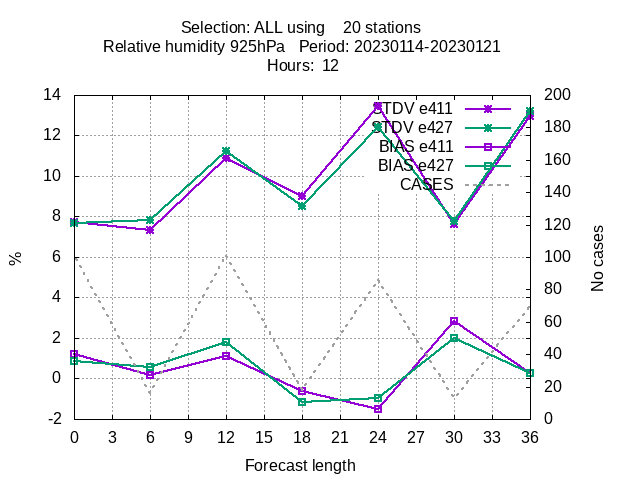 Selection: ALL using    20 stations
Relative humidity 925hPa   Period: 20230114-20230121
Hours:  12
14
12
10
8
6
4
2
0
-2
%
200
180
160
140
120
100
80
60
40
20
0
No cases
STDV e411
STDV e427
BIAS e411
BIAS e427
CASES
0 3 6 9 12 15 18 21 24 27 30 33 36
Forecast length